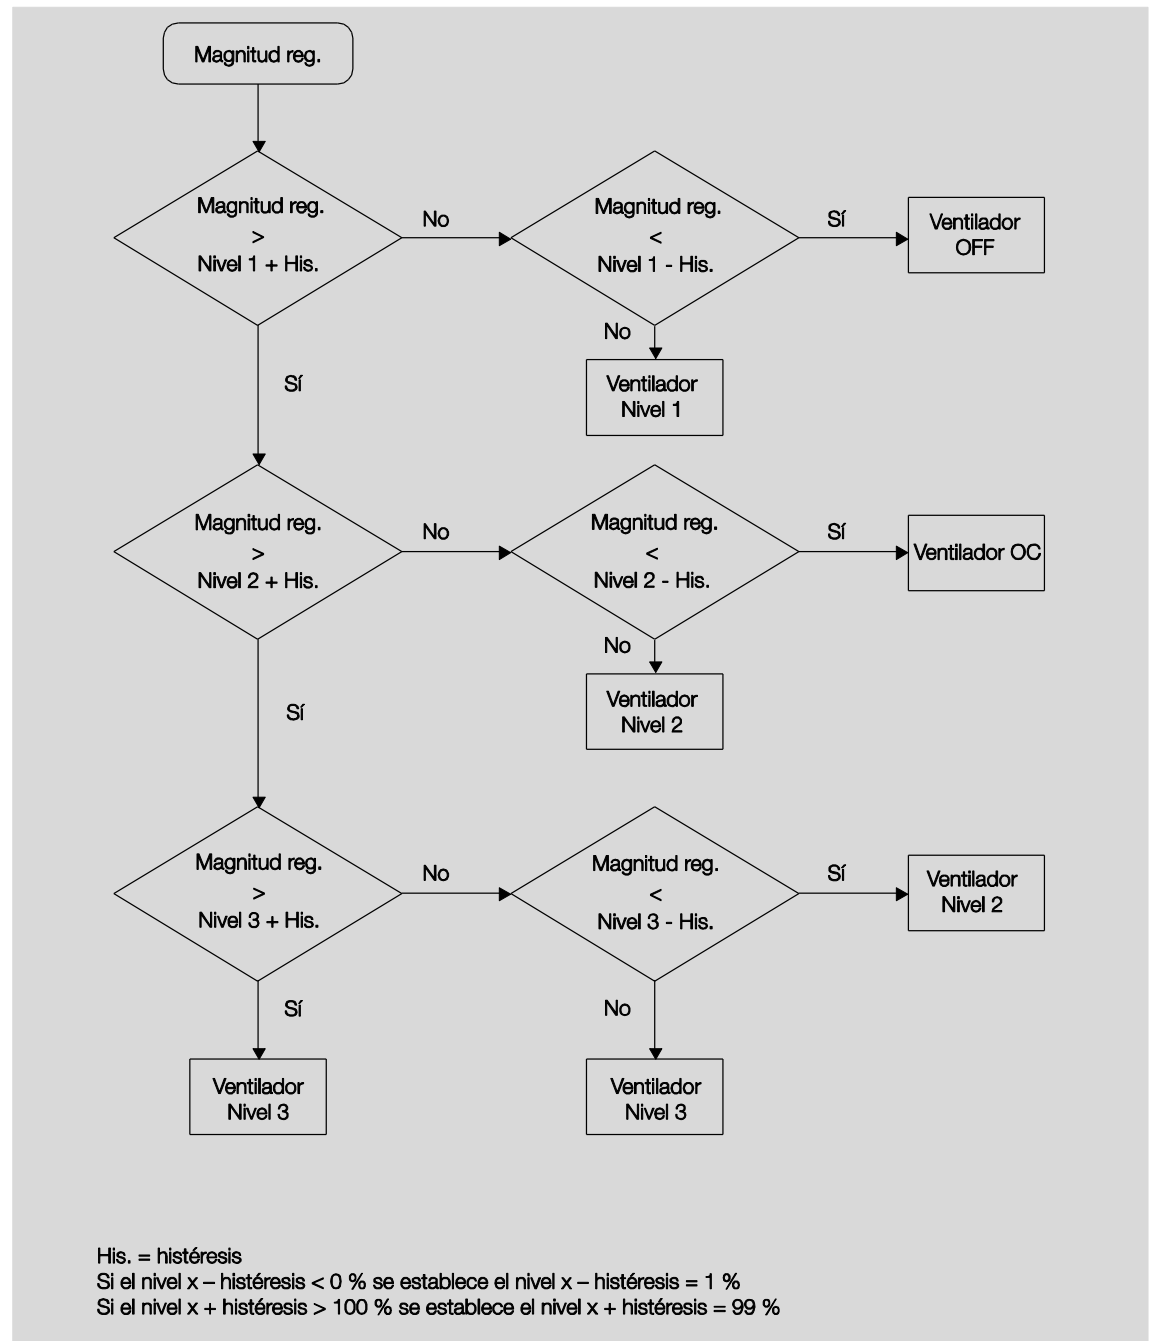 Magnitud reg.
Magnitud reg.
>
Nivel 1 + His.
No
Magnitud reg.
<
Nivel 1 - His.
Sí
Ventilador
OFF
No
Ventilador
Nivel 1
Sí
Magnitud reg.
>
Nivel 2 + His.
No
Magnitud reg.
<
Nivel 2 - His.
Sí
Ventilador OC
No
Ventilador
Nivel 2
Sí
Magnitud reg.
>
Nivel 3 + His.
No
Magnitud reg.
<
Nivel 3 - His.
Sí
Ventilador
Nivel 2
Sí
Ventilador
Nivel 3
No
Ventilador
Nivel 3
His. = histéresis
Si el nivel x – histéresis < 0 % se establece el nivel x – histéresis = 1 %
Si el nivel x + histéresis > 100 % se establece el nivel x + histéresis = 99 %